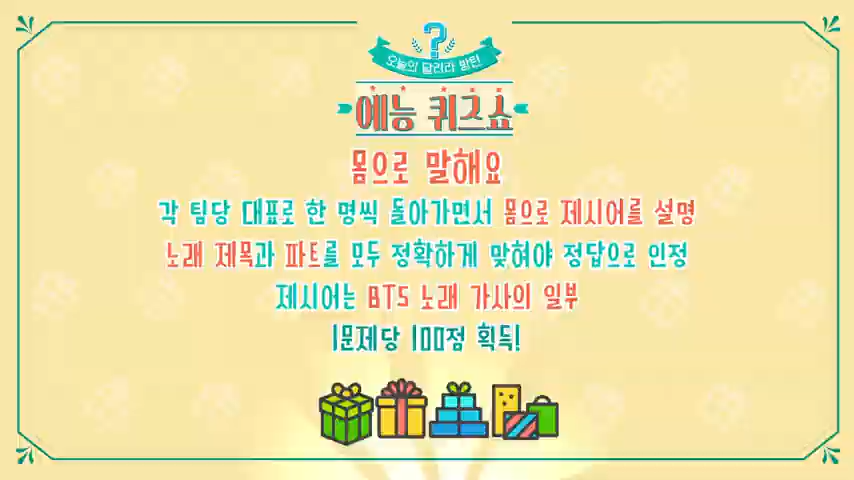 ?
오늘의 달려라 방탄
예능 퀴즈쇼
몸으로 말해요
각 팀당 대표로 한 명씩 돌아가면서 몸으로 제시어를 설명
노래 제목과 파트를 모두 정확하게 맞혀야 정답으로 인정
제시어는 BTS 노래 가사의 일부
1문제당 100점 획득!